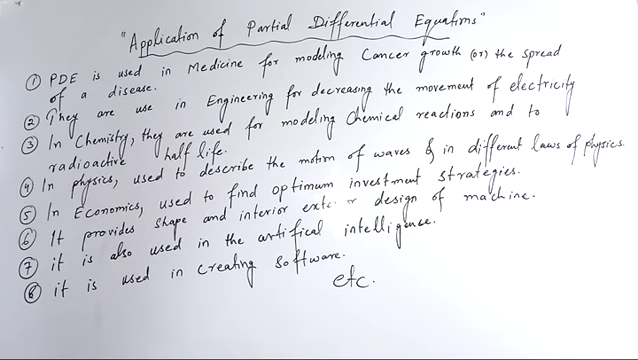 "Application of Partial Differential Equations"
① PDE is used in Medicine for modeling Cancer growth (or) the spread
of a disease.
② They are use in Engineering for decreasing the movement of electricity
③ In Chemistry, they are used for modeling Chemical reactions and to
radioactive half life.
④ In physics, used to describe the motion of waves & in different laws of physics.
⑤ In Economics, used to find optimum investment strategies.
⑥ It provides shape and interior design of machine.
⑦ it is also used in the artifical intelligence.
⑧ it is used in creating software.
etc.